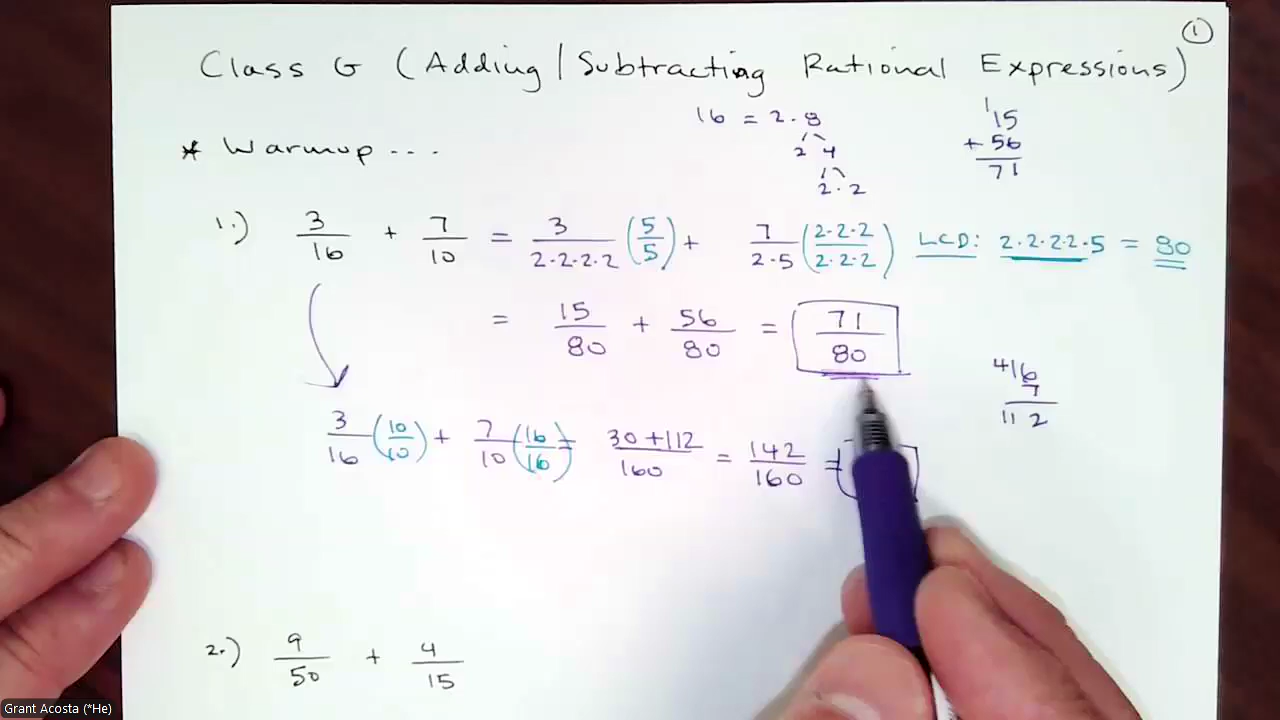 ①
Class G (Adding/Subtracting Rational Expressions)
* Warmup ...
16 = 2·8
2 4
2·2
1
15
+ 56
71
1.) 3/16 + 7/10 = 3/(2·2·2·2) (5/5) + 7/(2·5) (2·2·2/2·2·2) LCD: 2·2·2·2·5 = 80
= 15/80 + 56/80 = 71/80
4
16
7
112
3/16 (10/10) + 7/10 (16/16) = (30+112)/160 = 142/160 =
2.) 9/50 + 4/15
Grant Acosta (*He)